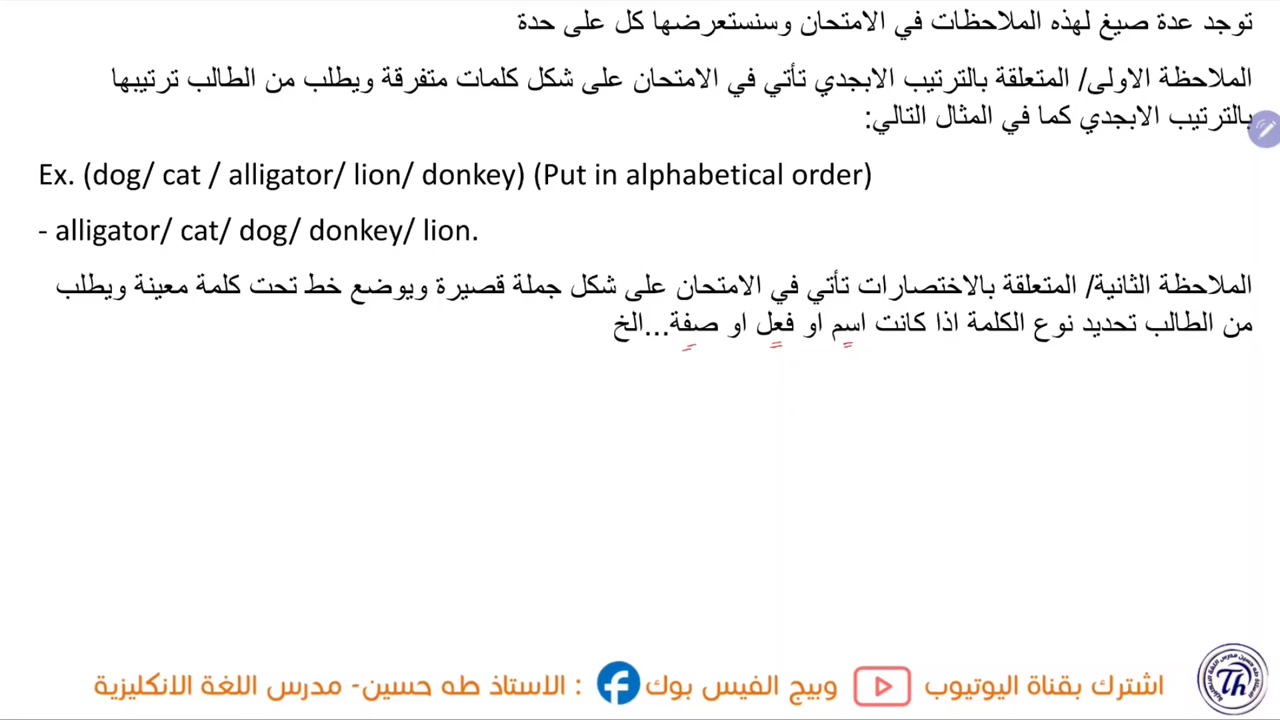 توجد عدة صيغ لهذه الملاحظات في الامتحان وسنستعرضها كل على حدة
الملاحظة الاولى/ المتعلقة بالترتيب الابجدي تأتي في الامتحان على شكل كلمات متفرقة ويطلب من الطالب ترتيبها
بالترتيب الابجدي كما في المثال التالي:
Ex. (dog/ cat / alligator/ lion/ donkey) (Put in alphabetical order)
- alligator/ cat/ dog/ donkey/ lion.
الملاحظة الثانية/ المتعلقة بالاختصارات تأتي في الامتحان على شكل جملة قصيرة ويوضع خط تحت كلمة معينة ويطلب
من الطالب تحديد نوع الكلمة اذا كانت اسم او فعل او صفة...الخ
اشترك بقناة اليوتيوب وبيج الفيس بوك : الاستاذ طه حسين- مدرس اللغة الانكليزية
Th